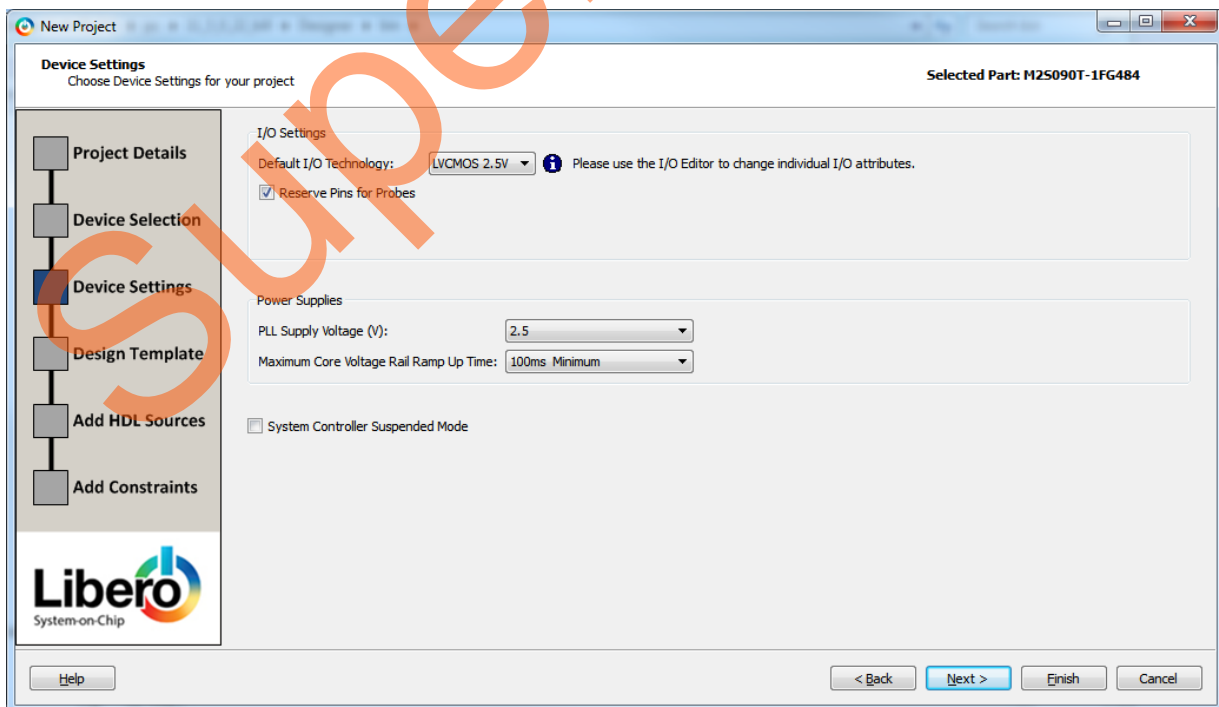 New Project
Device Settings
Choose Device Settings for your project
Selected Part: M2S090T-1FG484
Project Details
Device Selection
Device Settings
Design Template
Add HDL Sources
Add Constraints
Libero
System-on-Chip
I/O Settings
Default I/O Technology: LVCMOS 2.5V Please use the I/O Editor to change individual I/O attributes.
Reserve Pins for Probes
Power Supplies
PLL Supply Voltage (V): 2.5
Maximum Core Voltage Rail Ramp Up Time: 100ms Minimum
System Controller Suspended Mode
Help
< Back
Next >
Finish
Cancel
Supe